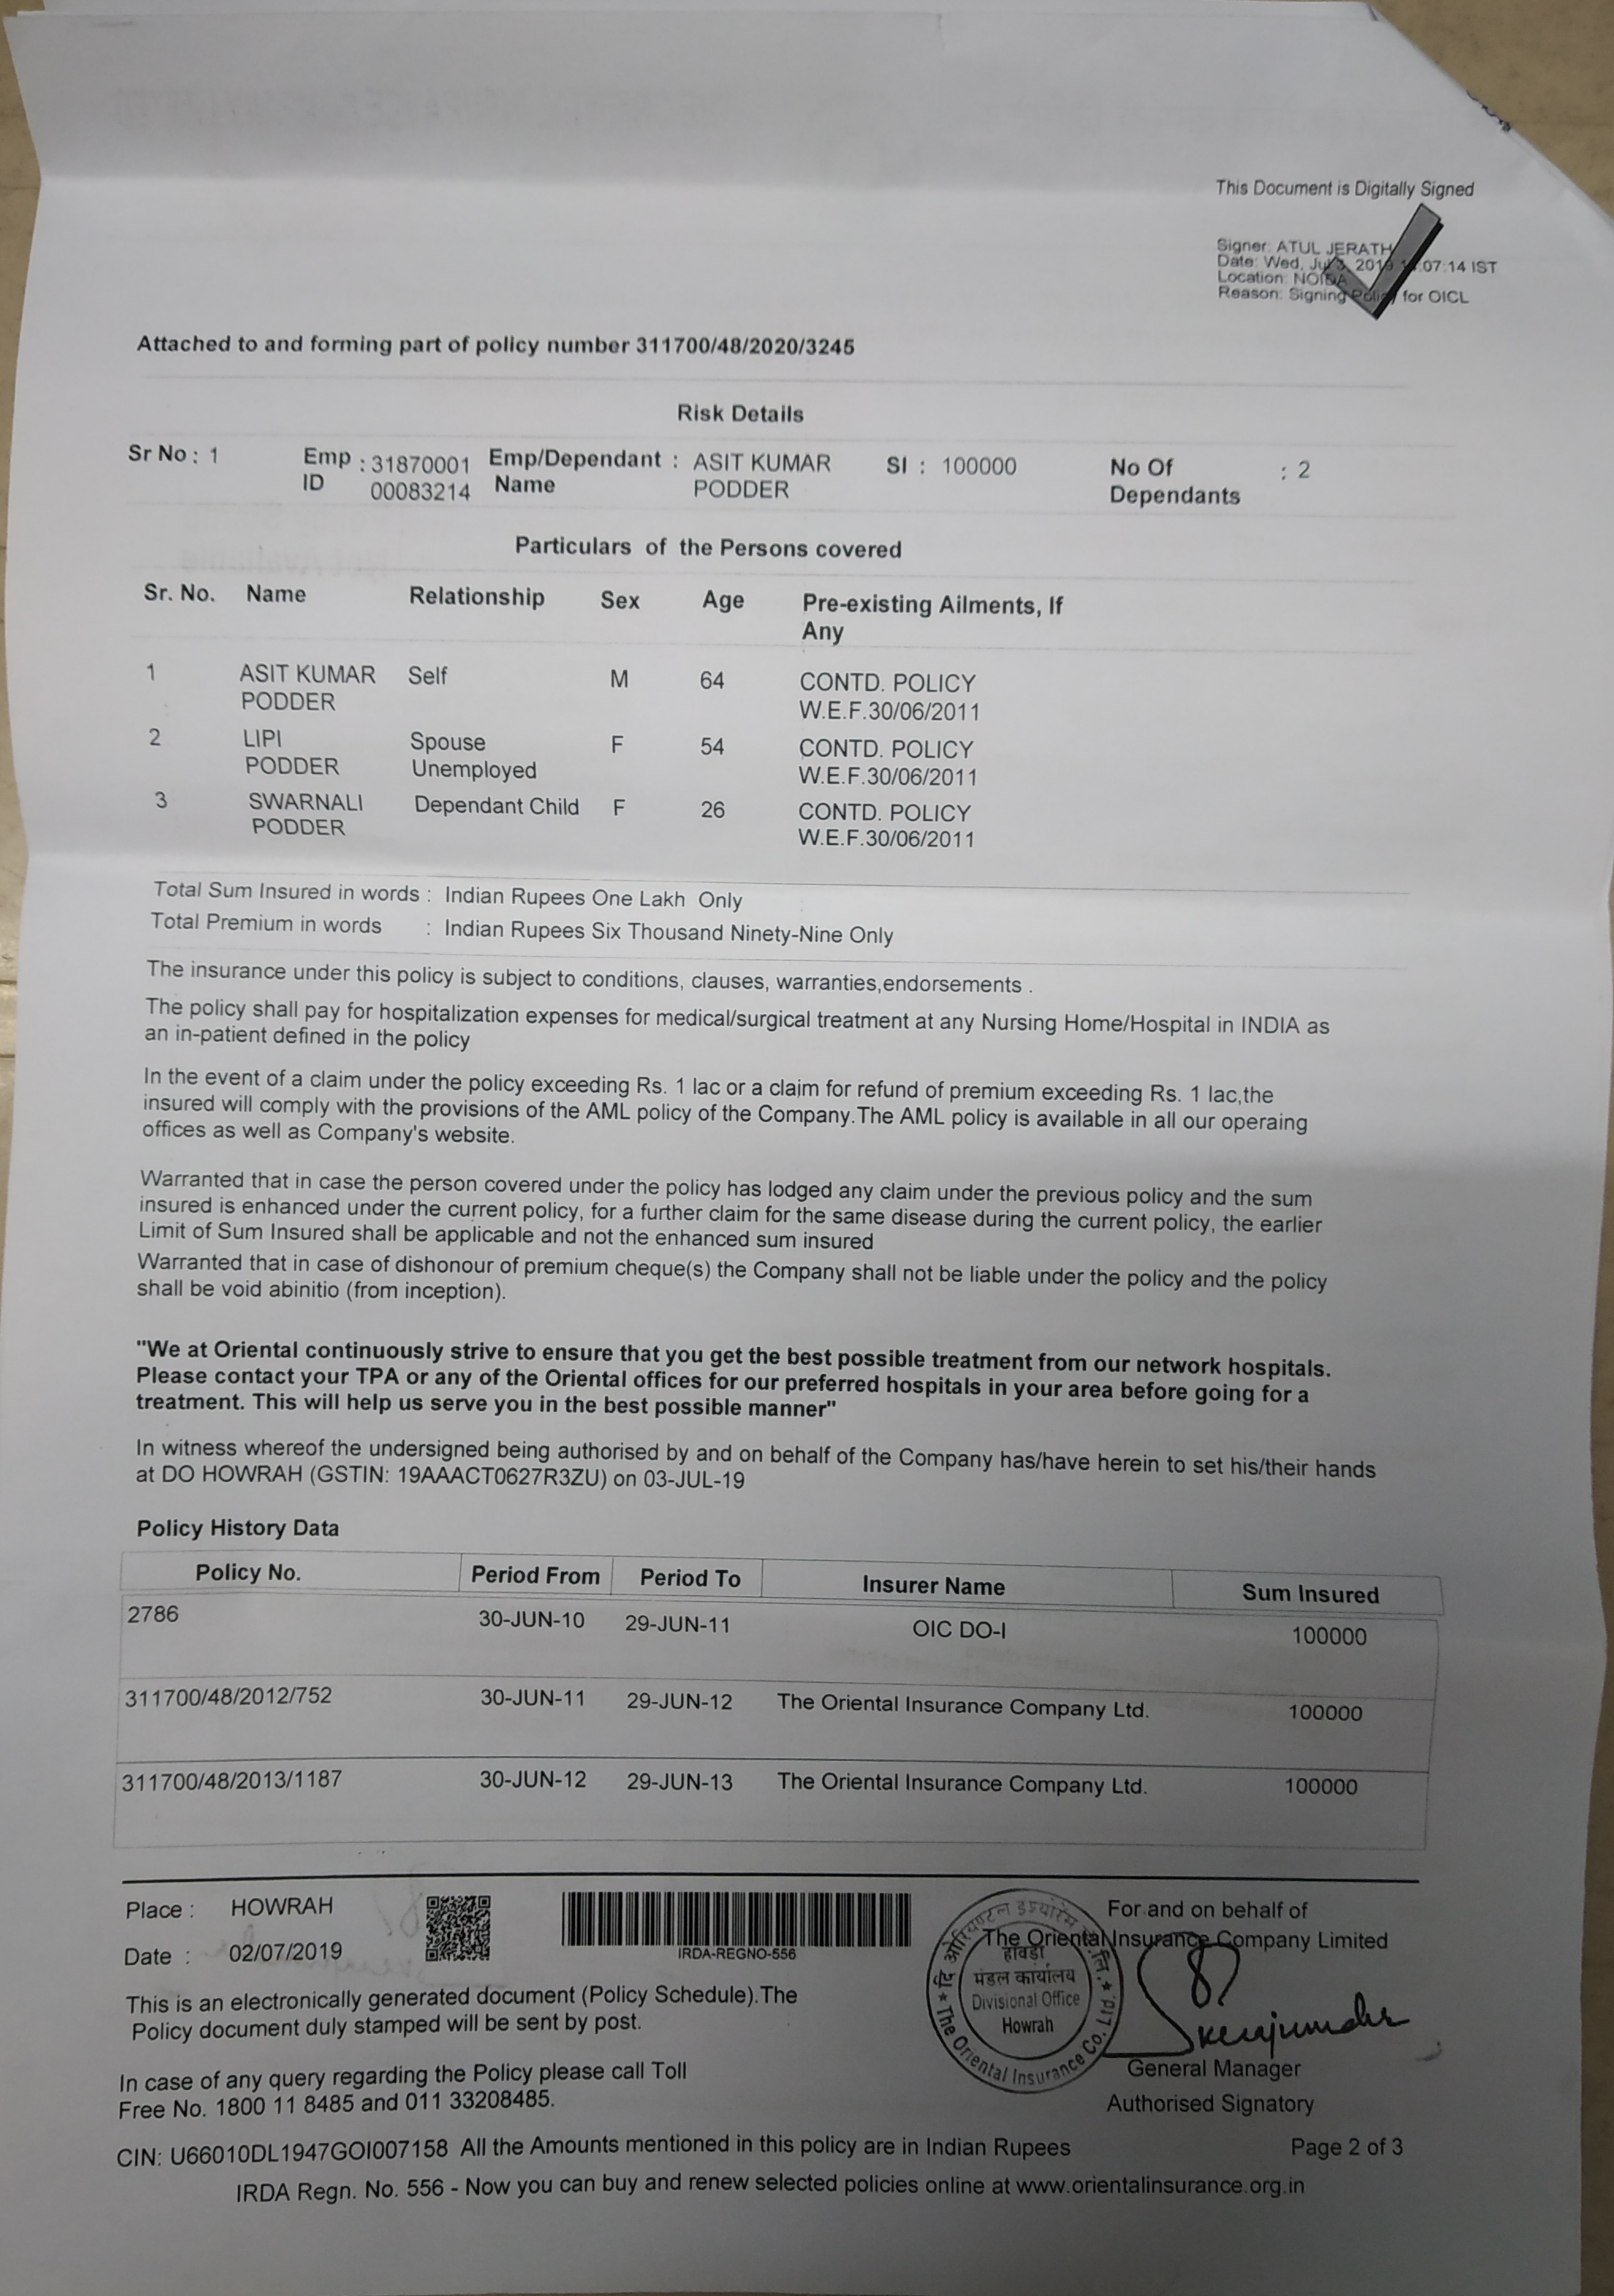 This Document is Digitally Signed
Signer: ATUL JERATH
Date: Wed, Jul 3, 2019 :07:14 IST
Location: NOIDA
Reason: Signing Policy for OICL
Attached to and forming part of policy number 311700/48/2020/3245
Risk Details
Sr No : 1 Emp ID : 31870001 00083214 Emp/Dependant Name : ASIT KUMAR PODDER SI : 100000 No Of Dependants : 2
Particulars of the Persons covered
Sr. No. Name Relationship Sex Age Pre-existing Ailments, If Any
1 ASIT KUMAR PODDER Self M 64 CONTD. POLICY W.E.F.30/06/2011
2 LIPI PODDER Spouse Unemployed F 54 CONTD. POLICY W.E.F.30/06/2011
3 SWARNALI PODDER Dependant Child F 26 CONTD. POLICY W.E.F.30/06/2011
Total Sum Insured in words : Indian Rupees One Lakh Only
Total Premium in words : Indian Rupees Six Thousand Ninety-Nine Only
The insurance under this policy is subject to conditions, clauses, warranties,endorsements .
The policy shall pay for hospitalization expenses for medical/surgical treatment at any Nursing Home/Hospital in INDIA as
an in-patient defined in the policy
In the event of a claim under the policy exceeding Rs. 1 lac or a claim for refund of premium exceeding Rs. 1 lac,the
insured will comply with the provisions of the AML policy of the Company.The AML policy is available in all our operaing
offices as well as Company's website.
Warranted that in case the person covered under the policy has lodged any claim under the previous policy and the sum
insured is enhanced under the current policy, for a further claim for the same disease during the current policy, the earlier
Limit of Sum Insured shall be applicable and not the enhanced sum insured
Warranted that in case of dishonour of premium cheque(s) the Company shall not be liable under the policy and the policy
shall be void abinitio (from inception).
"We at Oriental continuously strive to ensure that you get the best possible treatment from our network hospitals.
Please contact your TPA or any of the Oriental offices for our preferred hospitals in your area before going for a
treatment. This will help us serve you in the best possible manner"
In witness whereof the undersigned being authorised by and on behalf of the Company has/have herein to set his/their hands
at DO HOWRAH (GSTIN: 19AAACT0627R3ZU) on 03-JUL-19
Policy History Data
Policy No. Period From Period To Insurer Name Sum Insured
2786 30-JUN-10 29-JUN-11 OIC DO-I 100000
311700/48/2012/752 30-JUN-11 29-JUN-12 The Oriental Insurance Company Ltd. 100000
311700/48/2013/1187 30-JUN-12 29-JUN-13 The Oriental Insurance Company Ltd. 100000
Place : HOWRAH
Date : 02/07/2019
IRDA-REGNO-556
This is an electronically generated document (Policy Schedule).The
Policy document duly stamped will be sent by post.
In case of any query regarding the Policy please call Toll
Free No. 1800 11 8485 and 011 33208485.
दि ओरियण्टल इंश्योरेंस कं. लि.
हावड़ा
मंडल कार्यालय
Divisional Office
Howrah
The Oriental Insurance Co. Ltd.
For and on behalf of
The Oriental Insurance Company Limited
General Manager
Authorised Signatory
CIN: U66010DL1947GOI007158 All the Amounts mentioned in this policy are in Indian Rupees Page 2 of 3
IRDA Regn. No. 556 - Now you can buy and renew selected policies online at www.orientalinsurance.org.in